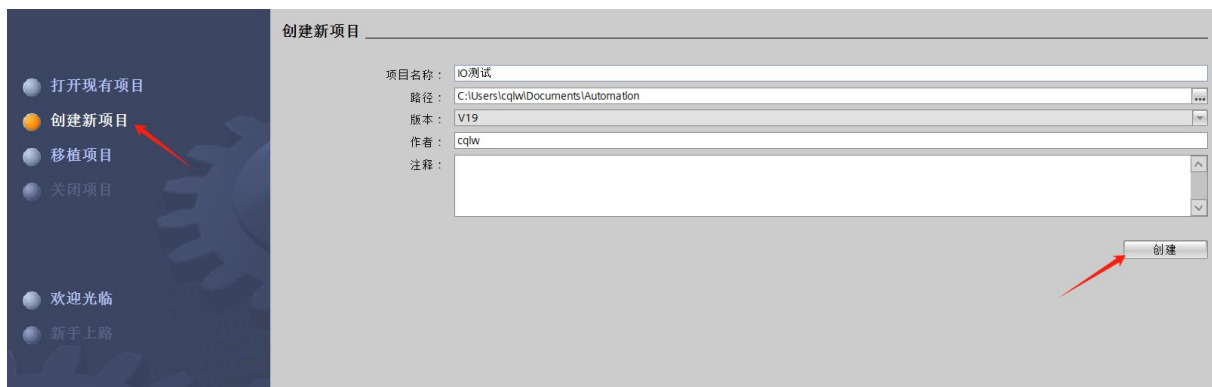 创建新项目
打开现有项目
创建新项目
移植项目
关闭项目
欢迎光临
新手上路
项目名称： IO测试
路径： C:\Users\cqlw\Documents\Automation
...
版本： V19
作者： cqlw
注释：
创建